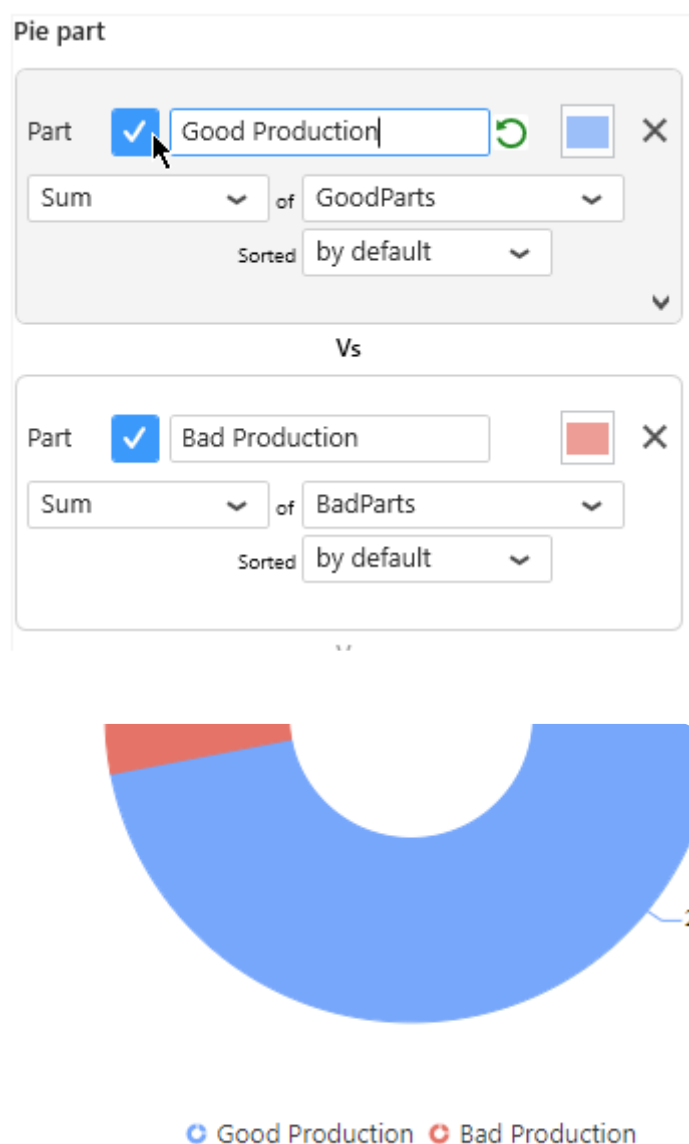 Pie part
Part Good Production
Sum of GoodParts
Sorted by default
Vs
Part Bad Production
Sum of BadParts
Sorted by default
Good Production Bad Production